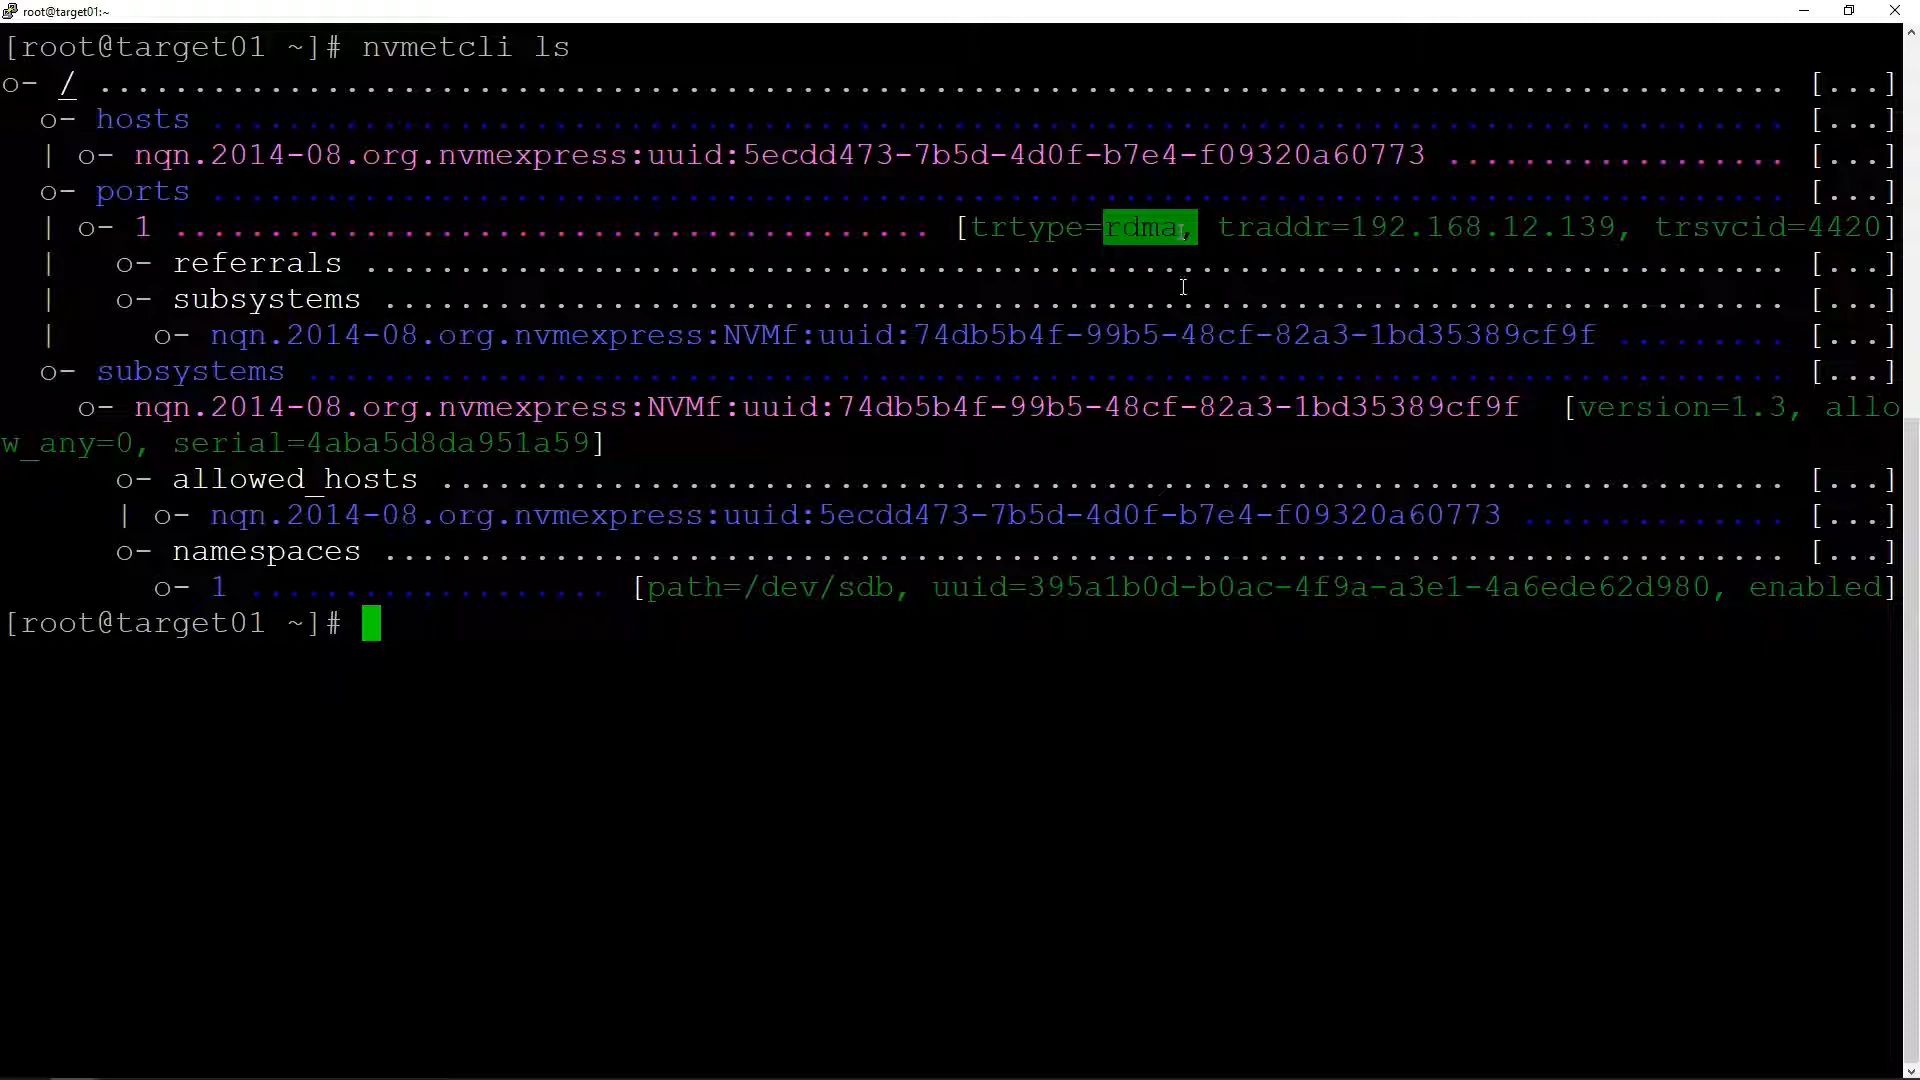 root@target01:~
[root@target01 ~]# nvmetcli ls
o- / ......................................................................................... [...]
  o- hosts ................................................................................... [...]
  | o- nqn.2014-08.org.nvmexpress:uuid:5ecdd473-7b5d-4d0f-b7e4-f09320a60773 .................. [...]
  o- ports ................................................................................... [...]
  | o- 1 ........................................ [trtype=rdma, traddr=192.168.12.139, trsvcid=4420]
  |   o- referrals ........................................................................... [...]
  |   o- subsystems .......................................................................... [...]
  |     o- nqn.2014-08.org.nvmexpress:NVMf:uuid:74db5b4f-99b5-48cf-82a3-1bd35389cf9f ......... [...]
  o- subsystems .............................................................................. [...]
    o- nqn.2014-08.org.nvmexpress:NVMf:uuid:74db5b4f-99b5-48cf-82a3-1bd35389cf9f  [version=1.3, allo
w_any=0, serial=4aba5d8da951a59]
      o- allowed_hosts ....................................................................... [...]
      | o- nqn.2014-08.org.nvmexpress:uuid:5ecdd473-7b5d-4d0f-b7e4-f09320a60773 .............. [...]
      o- namespaces .......................................................................... [...]
        o- 1 ................... [path=/dev/sdb, uuid=395a1b0d-b0ac-4f9a-a3e1-4a6ede62d980, enabled]
[root@target01 ~]#